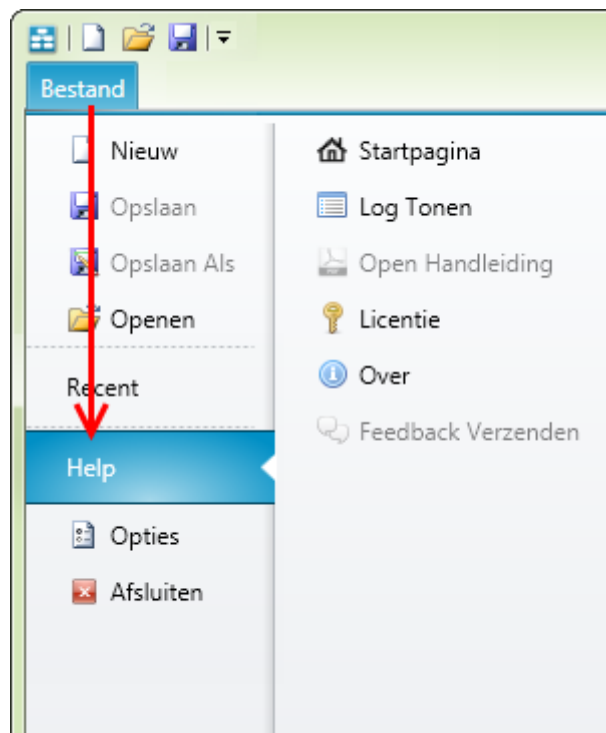 Bestand
Nieuw
Opslaan
Opslaan Als
Openen
Recent
Help
Opties
Afsluiten
Startpagina
Log Tonen
Open Handleiding
Licentie
Over
Feedback Verzenden